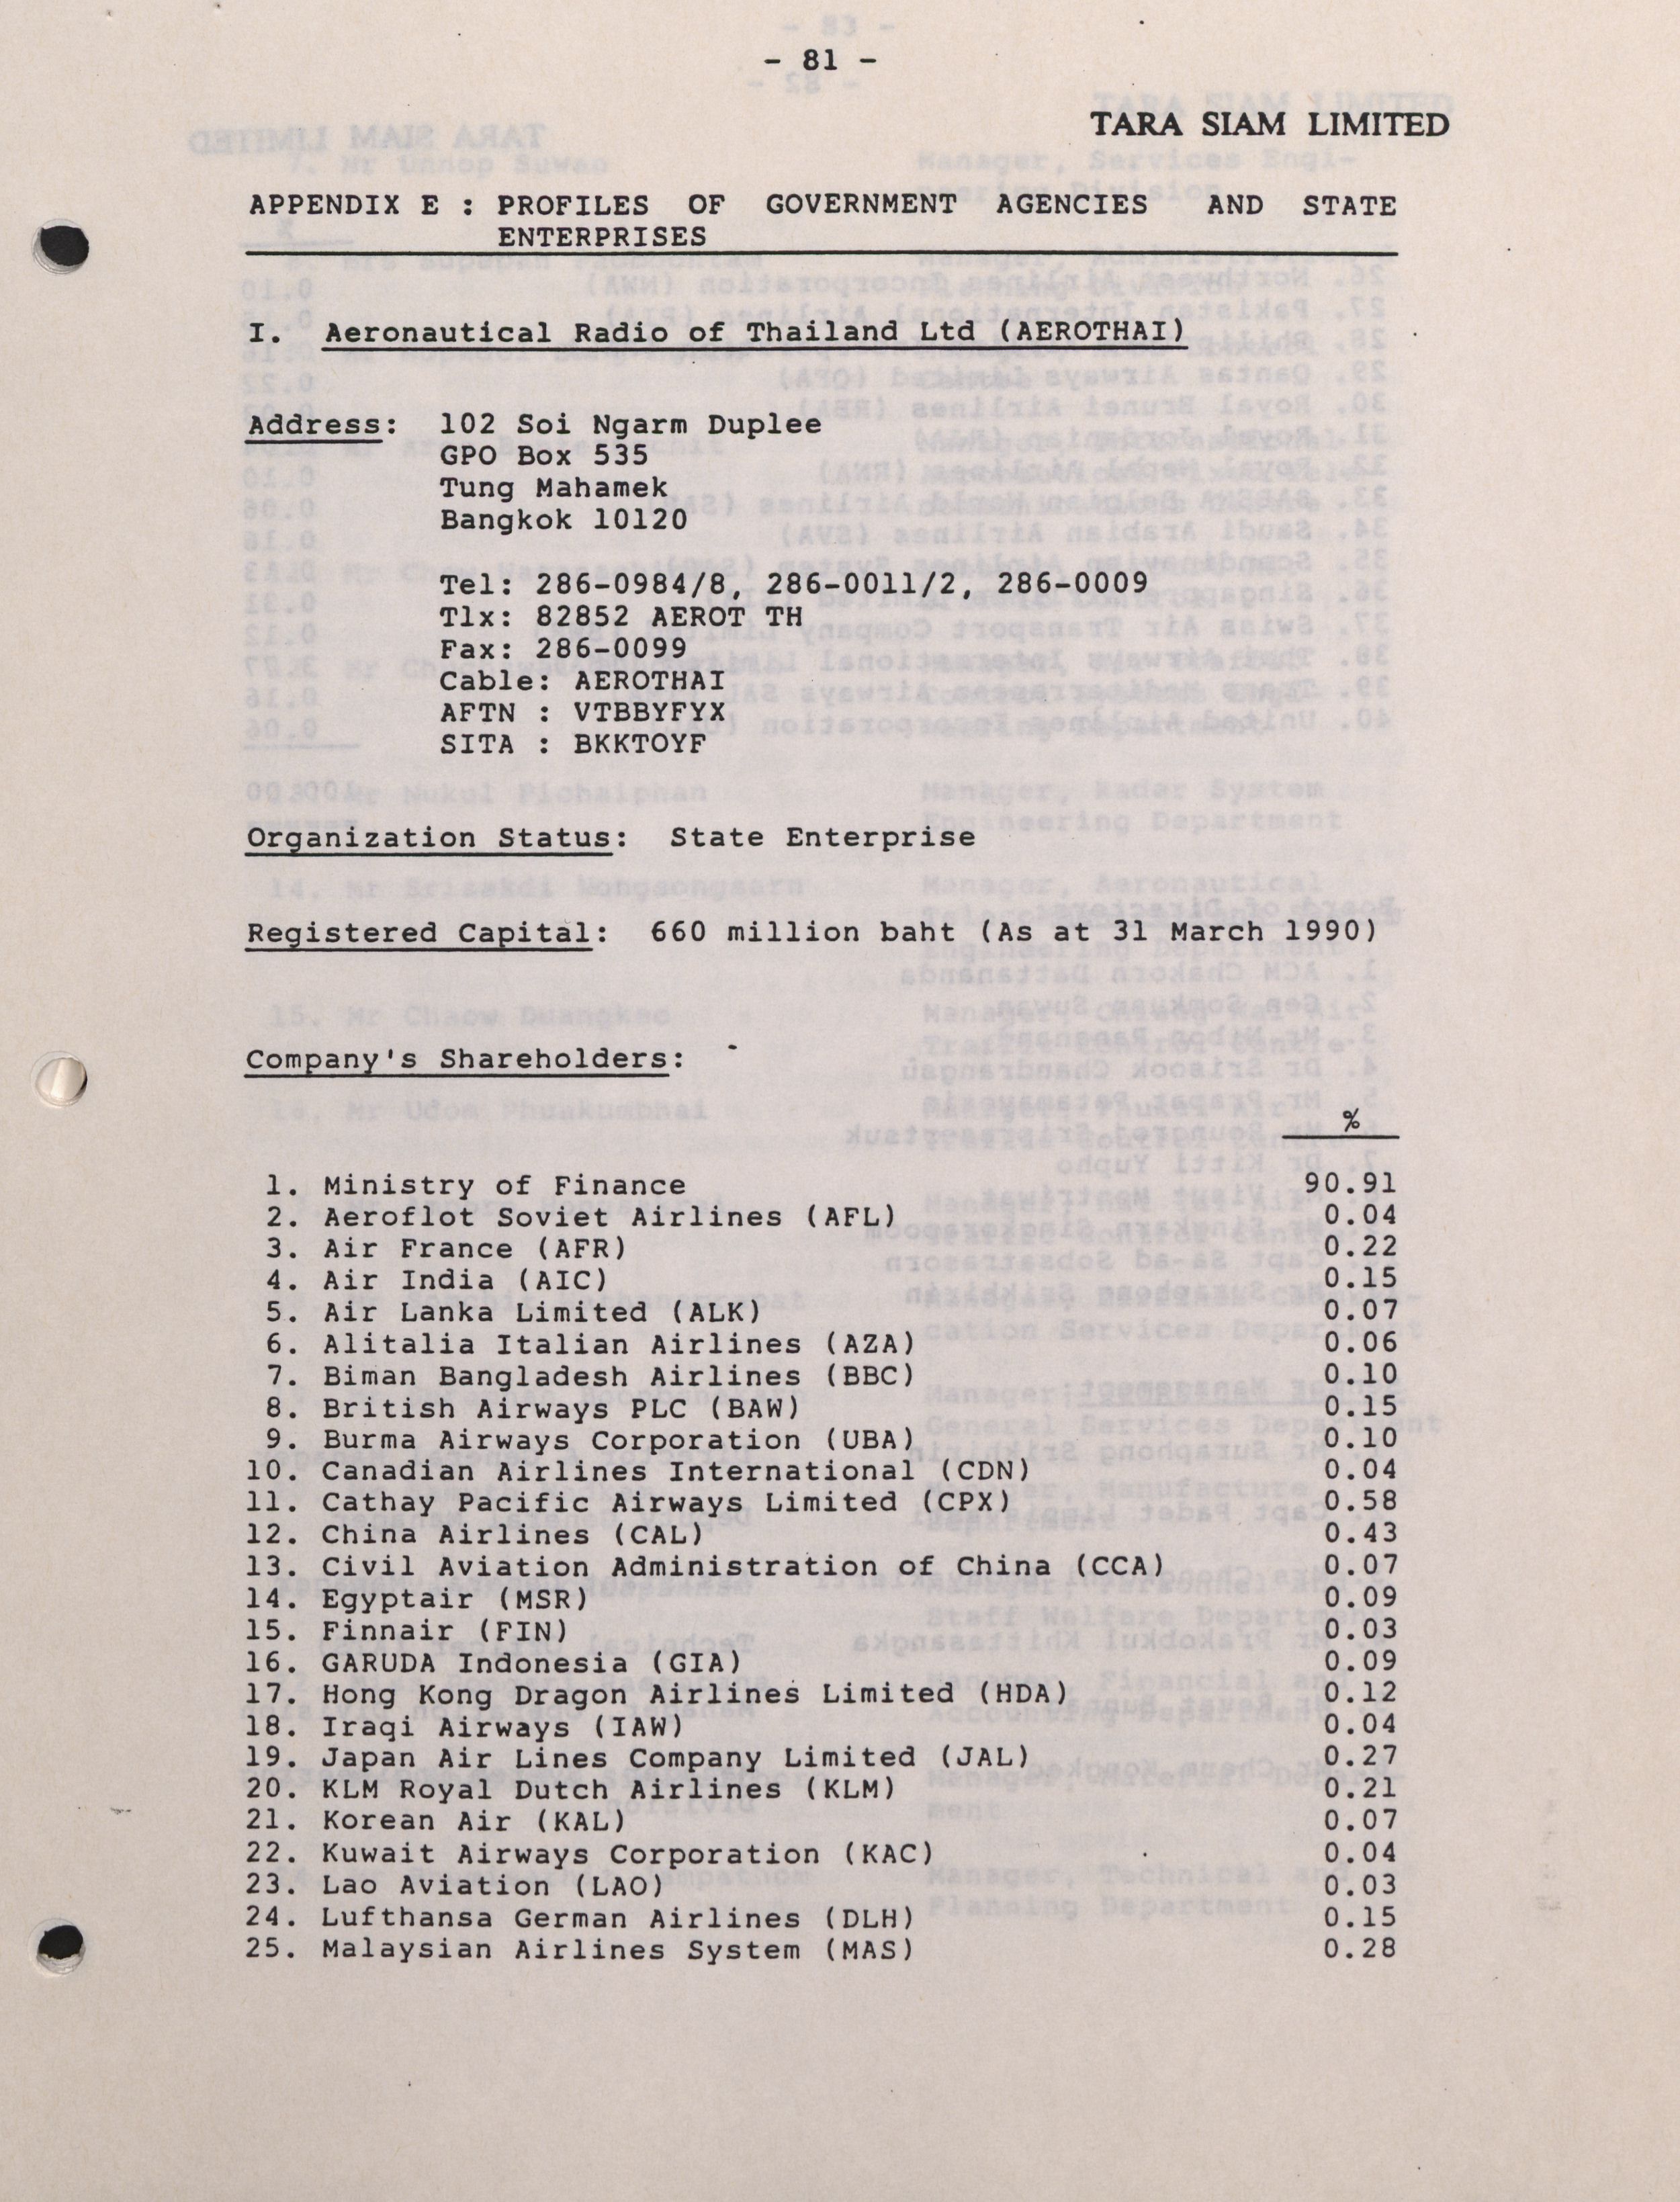 - 81 -
TARA SIAM LIMITED
APPENDIX E : PROFILES OF GOVERNMENT AGENCIES AND STATE
ENTERPRISES
I. Aeronautical Radio of Thailand Ltd (AEROTHAI)
Address: 102 Soi Ngarm Duplee
GPO Box 535
Tung Mahamek
Bangkok 10120
Tel: 286-0984/8, 286-0011/2, 286-0009
Tlx: 82852 AEROT TH
Fax: 286-0099
Cable: AEROTHAI
AFTN : VTBBYFYX
SITA : BKKTOYF
Organization Status: State Enterprise
Registered Capital: 660 million baht (As at 31 March 1990)
Company's Shareholders:
%
1. Ministry of Finance 90.91
2. Aeroflot Soviet Airlines (AFL) 0.04
3. Air France (AFR) 0.22
4. Air India (AIC) 0.15
5. Air Lanka Limited (ALK) 0.07
6. Alitalia Italian Airlines (AZA) 0.06
7. Biman Bangladesh Airlines (BBC) 0.10
8. British Airways PLC (BAW) 0.15
9. Burma Airways Corporation (UBA) 0.10
10. Canadian Airlines International (CDN) 0.04
11. Cathay Pacific Airways Limited (CPX) 0.58
12. China Airlines (CAL) 0.43
13. Civil Aviation Administration of China (CCA) 0.07
14. Egyptair (MSR) 0.09
15. Finnair (FIN) 0.03
16. GARUDA Indonesia (GIA) 0.09
17. Hong Kong Dragon Airlines Limited (HDA) 0.12
18. Iraqi Airways (IAW) 0.04
19. Japan Air Lines Company Limited (JAL) 0.27
20. KLM Royal Dutch Airlines (KLM) 0.21
21. Korean Air (KAL) 0.07
22. Kuwait Airways Corporation (KAC) 0.04
23. Lao Aviation (LAO) 0.03
24. Lufthansa German Airlines (DLH) 0.15
25. Malaysian Airlines System (MAS) 0.28